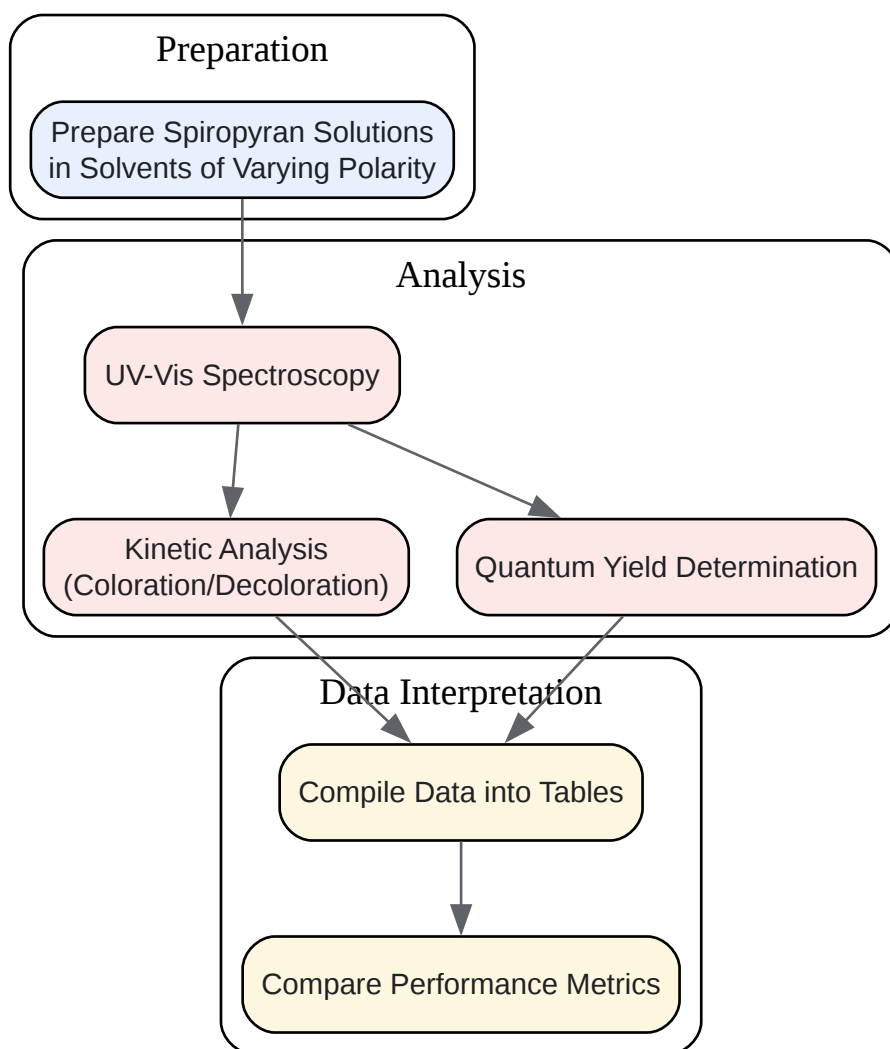 Preparation
Prepare Spiropyran Solutions
in Solvents of Varying Polarity
Analysis
UV-Vis Spectroscopy
Kinetic Analysis
(Coloration/Decoloration)
Quantum Yield Determination
Data Interpretation
Compile Data into Tables
Compare Performance Metrics